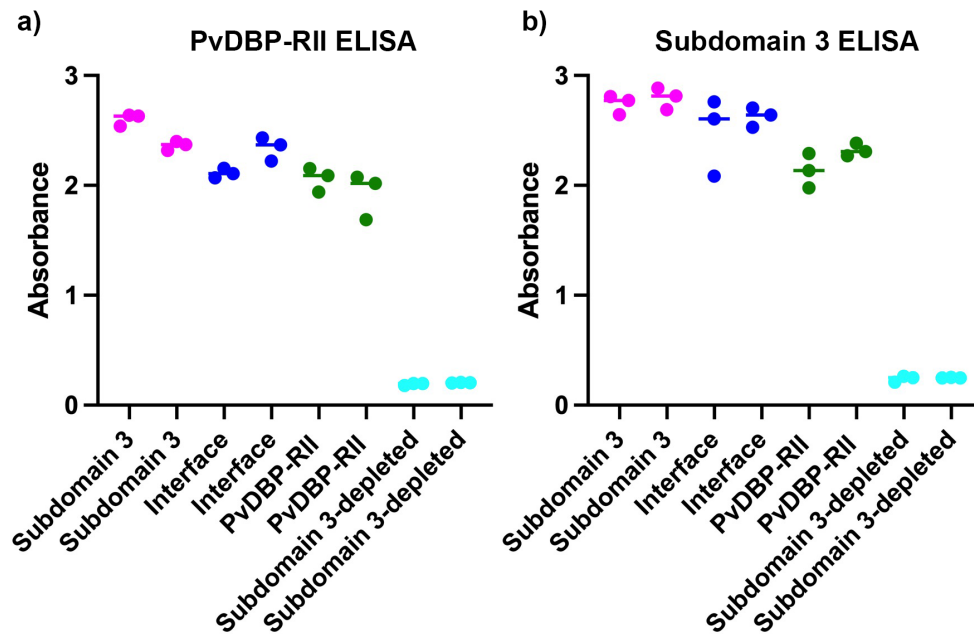 a)
PvDBP-RII ELISA
Absorbance
3
2
1
0
Subdomain 3
Subdomain 3
Interface
Interface
PvDBP-RII
PvDBP-RII
Subdomain 3-depleted
Subdomain 3-depleted
b)
Subdomain 3 ELISA
Absorbance
3
2
1
0
Subdomain 3
Subdomain 3
Interface
Interface
PvDBP-RII
PvDBP-RII
Subdomain 3-depleted
Subdomain 3-depleted